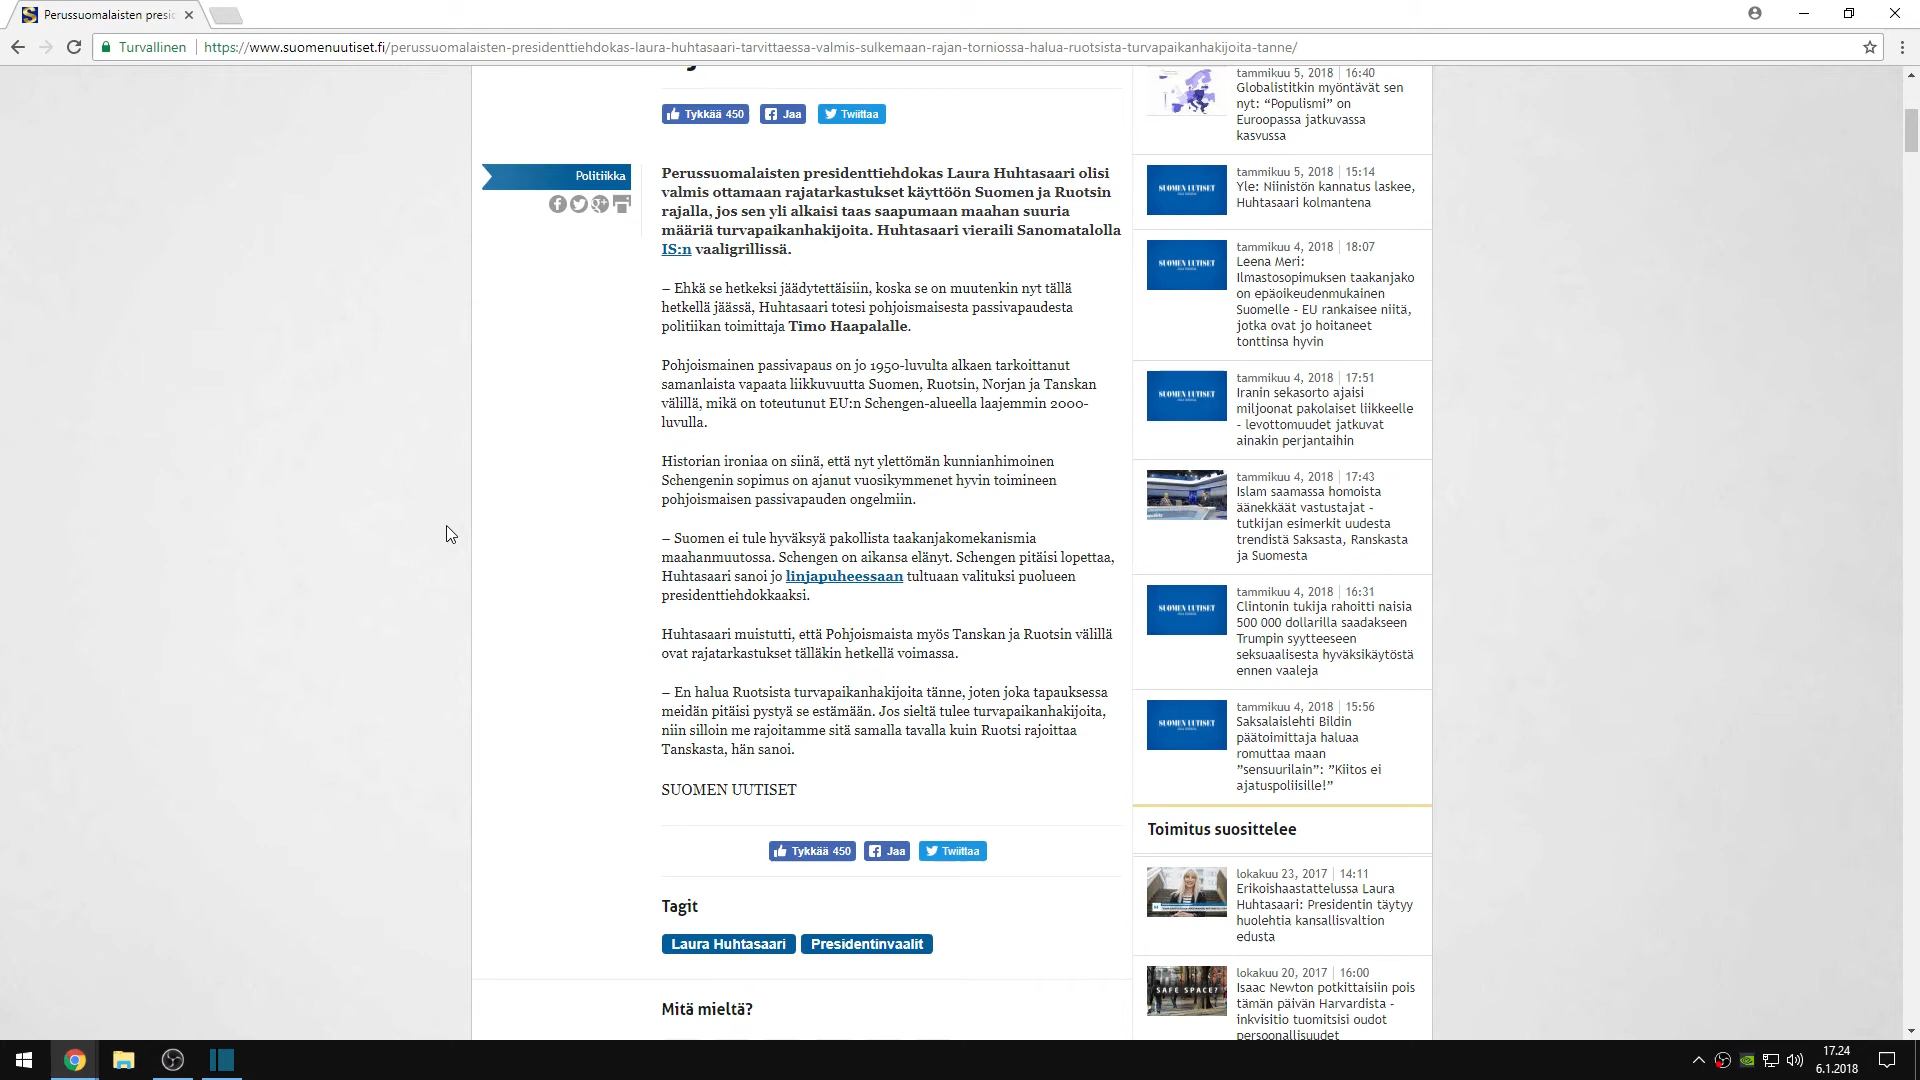 Perussuomalaisten presi
Turvallinen
https://www.suomenuutiset.fi/perussuomalaisten-presidenttiehdokas-laura-huhtasaari-tarvittaessa-valmis-sulkemaan-rajan-torniossa-halua-ruotsista-turvapaikanhakijoita-tanne/
Tykkää 450
Jaa
Twiittaa
Politiikka
Perussuomalaisten presidenttiehdokas Laura Huhtasaari olisi
valmis ottamaan rajatarkastukset käyttöön Suomen ja Ruotsin
rajalla, jos sen yli alkaisi taas saapumaan maahan suuria
määriä turvapaikanhakijoita. Huhtasaari vieraili Sanomatalolla
IS:n vaaligrillissä.
– Ehkä se hetkeksi jäädytettäisiin, koska se on muutenkin nyt tällä
hetkellä jäässä, Huhtasaari totesi pohjoismaisesta passivapaudesta
politiikan toimittaja Timo Haapalalle.
Pohjoismainen passivapaus on jo 1950-luvulta alkaen tarkoittanut
samanlaista vapaata liikkuvuutta Suomen, Ruotsin, Norjan ja Tanskan
välillä, mikä on toteutunut EU:n Schengen-alueella laajemmin 2000-
luvulla.
Historian ironiaa on siinä, että nyt ylettömän kunnianhimoinen
Schengenin sopimus on ajanut vuosikymmenet hyvin toimineen
pohjoismaisen passivapauden ongelmiin.
– Suomen ei tule hyväksyä pakollista taakanjakomekanismia
maahanmuutossa. Schengen on aikansa elänyt. Schengen pitäisi lopettaa,
Huhtasaari sanoi jo linjapuheessaan tultuaan valituksi puolueen
presidenttiehdokkaaksi.
Huhtasaari muistutti, että Pohjoismaista myös Tanskan ja Ruotsin välillä
ovat rajatarkastukset tälläkin hetkellä voimassa.
– En halua Ruotsista turvapaikanhakijoita tänne, joten joka tapauksessa
meidän pitäisi pystyä se estämään. Jos sieltä tulee turvapaikanhakijoita,
niin silloin me rajoitamme sitä samalla tavalla kuin Ruotsi rajoittaa
Tanskasta, hän sanoi.
SUOMEN UUTISET
Tykkää 450
Jaa
Twiittaa
Tagit
Laura Huhtasaari
Presidentinvaalit
Mitä mieltä?
tammikuu 5, 2018 | 16:40
Globalistitkin myöntävät sen
nyt: “Populismi” on
Euroopassa jatkuvassa
kasvussa
SUOMEN UUTISET
tammikuu 5, 2018 | 15:14
Yle: Niinistön kannatus laskee,
Huhtasaari kolmantena
SUOMEN UUTISET
tammikuu 4, 2018 | 18:07
Leena Meri:
Ilmastosopimuksen taakanjako
on epäoikeudenmukainen
Suomelle - EU rankaisee niitä,
jotka ovat jo hoitaneet
tonttinsa hyvin
SUOMEN UUTISET
tammikuu 4, 2018 | 17:51
Iranin sekasorto ajaisi
miljoonat pakolaiset liikkeelle
- levottomuudet jatkuvat
ainakin perjantaihin
tammikuu 4, 2018 | 17:43
Islam saamassa homoista
äänekkäät vastustajat -
tutkijan esimerkit uudesta
trendistä Saksasta, Ranskasta
ja Suomesta
SUOMEN UUTISET
tammikuu 4, 2018 | 16:31
Clintonin tukija rahoitti naisia
500 000 dollarilla saadakseen
Trumpin syytteeseen
seksuaalisesta hyväksikäytöstä
ennen vaaleja
SUOMEN UUTISET
tammikuu 4, 2018 | 15:56
Saksalaislehti Bildin
päätoimittaja haluaa
romuttaa maan
”sensuurilain”: ”Kiitos ei
ajatuspoliisille!”
Toimitus suosittelee
lokakuu 23, 2017 | 14:11
Erikoishaastattelussa Laura
Huhtasaari: Presidentin täytyy
huolehtia kansallisvaltion
edusta
SAFE SPACE?
lokakuu 20, 2017 | 16:00
Isaac Newton potkittaisiin pois
tämän päivän Harvardista -
inkvisitio tuomitsisi oudot
persoonallisuudet
17.24
6.1.2018